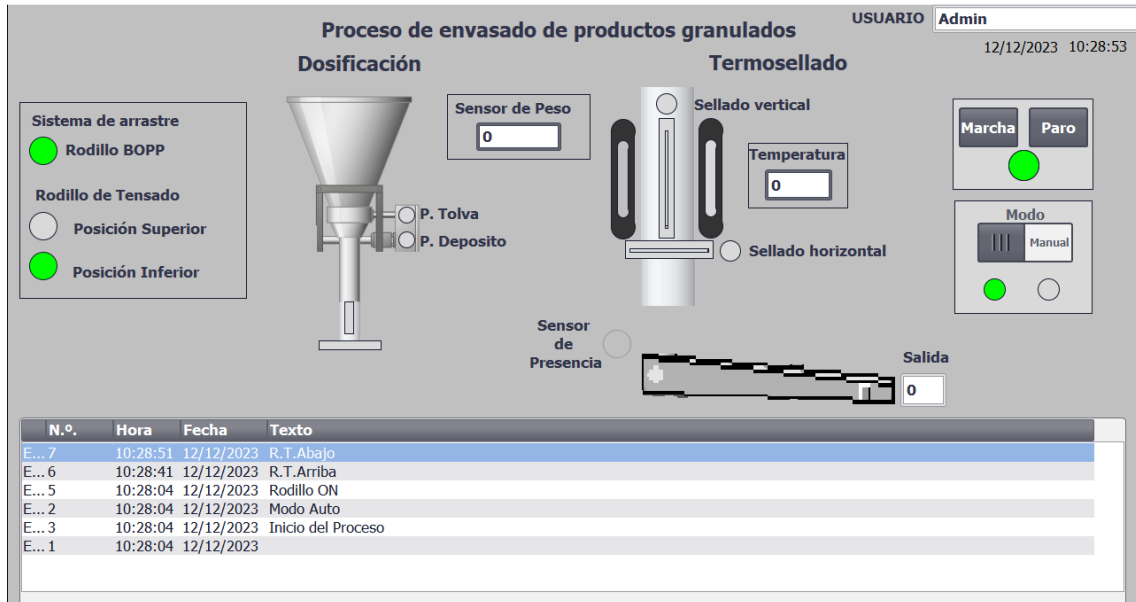 USUARIO Admin
Proceso de envasado de productos granulados
12/12/2023 10:28:53
Dosificación
Termosellado
Sistema de arrastre
Rodillo BOPP
Rodillo de Tensado
Posición Superior
Posición Inferior
Sensor de Peso
0
P. Tolva
P. Deposito
Sellado vertical
Temperatura
0
Sellado horizontal
Marcha Paro
Modo
Manual
Sensor
de
Presencia
Salida
0
N.º. Hora Fecha Texto
E... 7 10:28:51 12/12/2023 R.T.Abajo
E... 6 10:28:41 12/12/2023 R.T.Arriba
E... 5 10:28:04 12/12/2023 Rodillo ON
E... 2 10:28:04 12/12/2023 Modo Auto
E... 3 10:28:04 12/12/2023 Inicio del Proceso
E... 1 10:28:04 12/12/2023